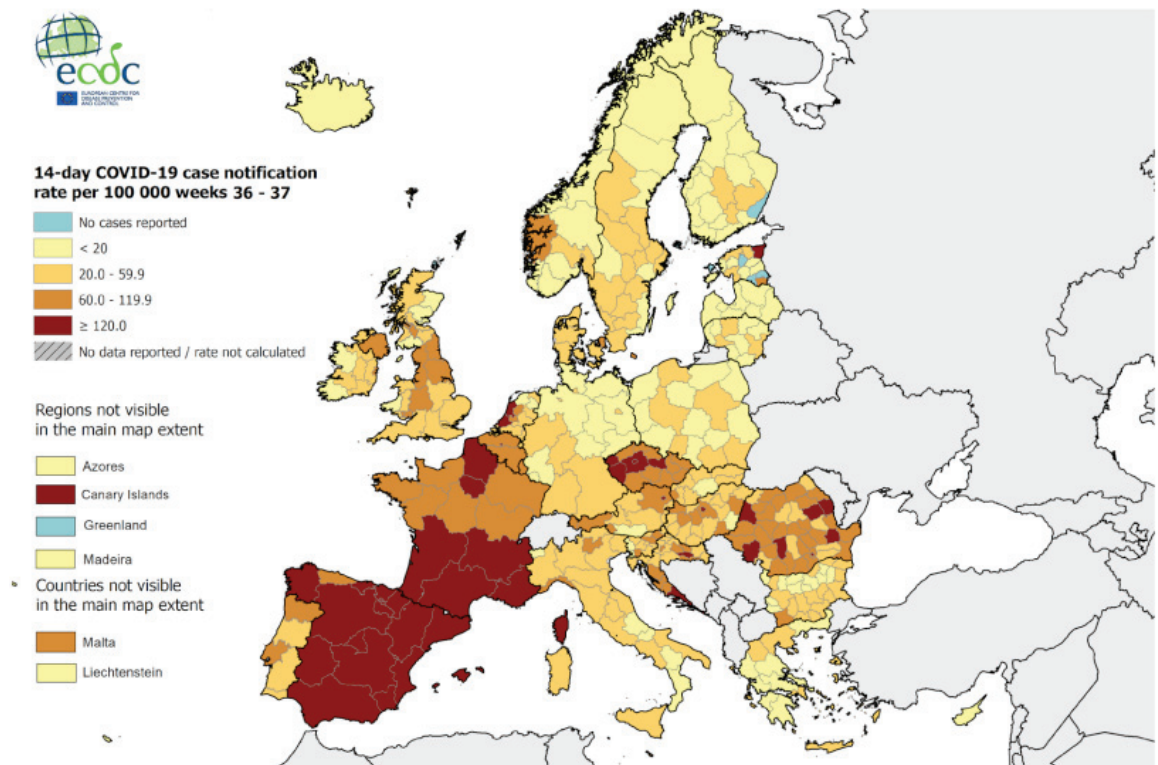 ecdc
EUROPEAN CENTRE FOR
DISEASE PREVENTION
AND CONTROL
14-day COVID-19 case notification
rate per 100 000 weeks 36 - 37
No cases reported
< 20
20.0 - 59.9
60.0 - 119.9
≥ 120.0
No data reported / rate not calculated
Regions not visible
in the main map extent
Azores
Canary Islands
Greenland
Madeira
Countries not visible
in the main map extent
Malta
Liechtenstein